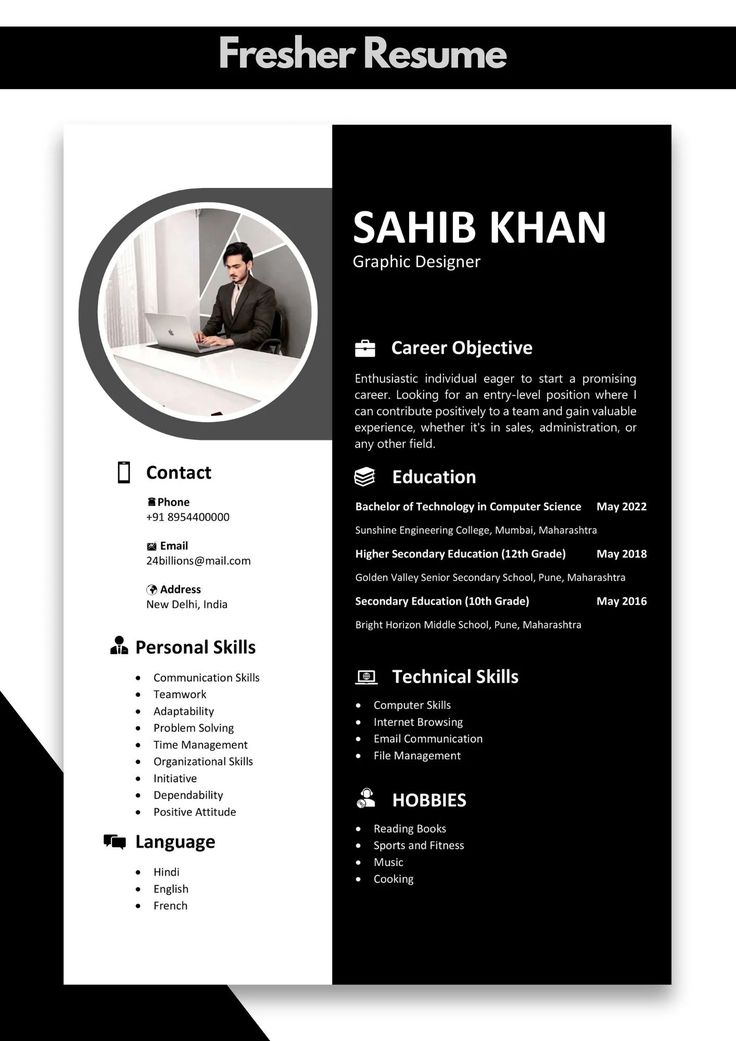 Fresher Resume
SAHIB KHAN
Graphic Designer
Career Objective
Enthusiastic individual eager to start a promising
career. Looking for an entry-level position where I
can contribute positively to a team and gain valuable
experience, whether it's in sales, administration, or
any other field.
Education
Bachelor of Technology in Computer Science May 2022
Sunshine Engineering College, Mumbai, Maharashtra
Higher Secondary Education (12th Grade) May 2018
Golden Valley Senior Secondary School, Pune, Maharashtra
Secondary Education (10th Grade) May 2016
Bright Horizon Middle School, Pune, Maharashtra
Technical Skills
• Computer Skills
• Internet Browsing
• Email Communication
• File Management
HOBBIES
• Reading Books
• Sports and Fitness
• Music
• Cooking
Contact
Phone
+91 8954400000
Email
24billions@mail.com
Address
New Delhi, India
Personal Skills
• Communication Skills
• Teamwork
• Adaptability
• Problem Solving
• Time Management
• Organizational Skills
• Initiative
• Dependability
• Positive Attitude
Language
• Hindi
• English
• French